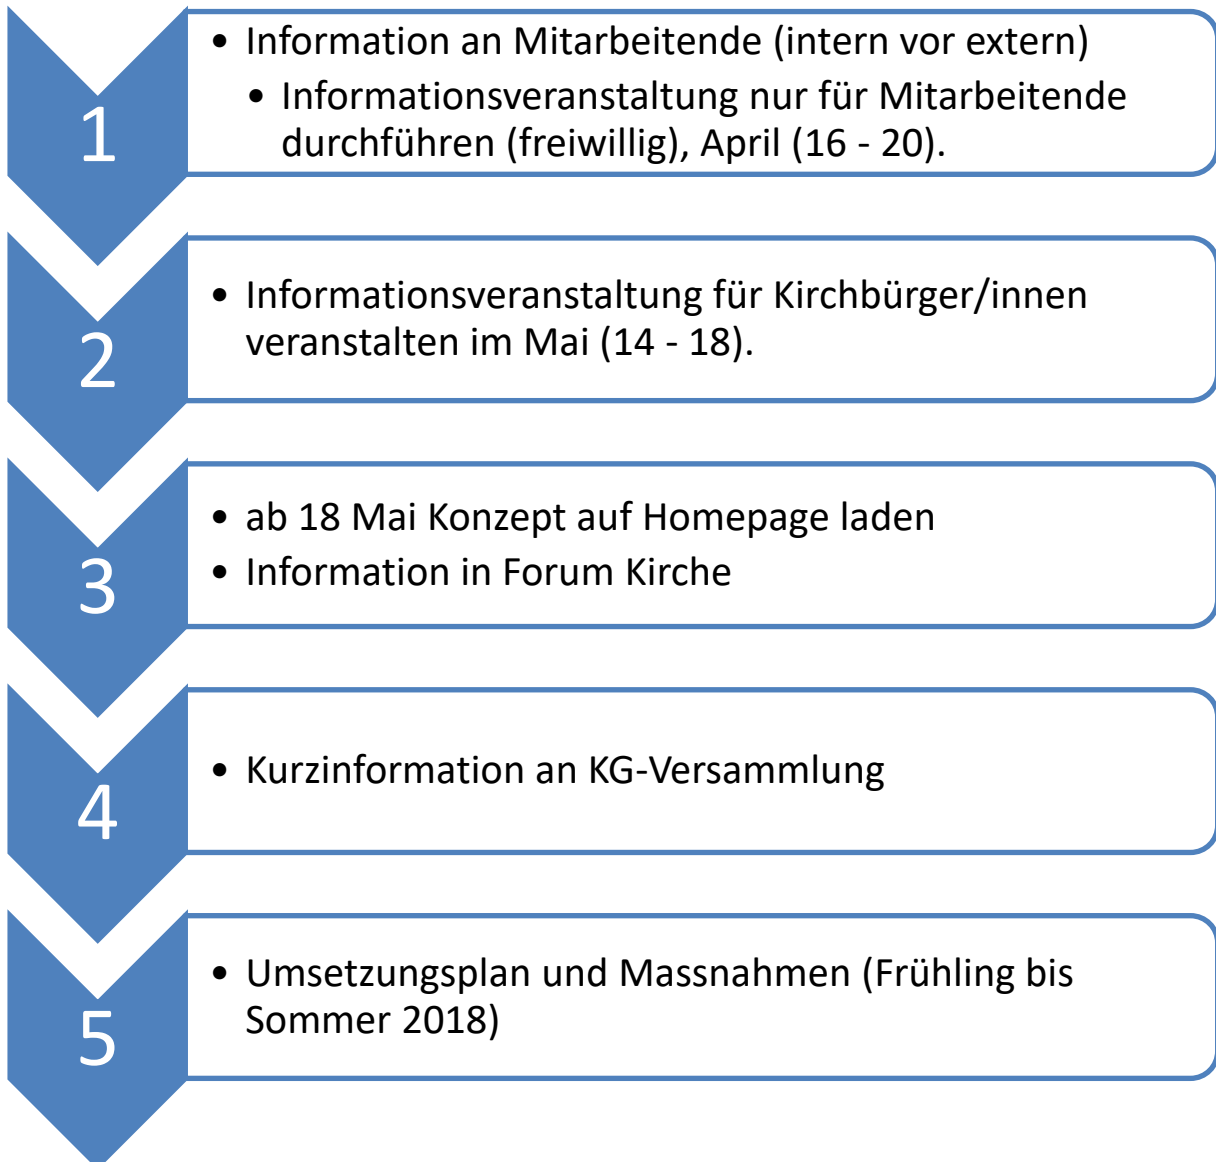 1
• Information an Mitarbeitende (intern vor extern)
• Informationsveranstaltung nur für Mitarbeitende
durchführen (freiwillig), April (16 - 20).
2
• Informationsveranstaltung für Kirchbürger/innen
veranstalten im Mai (14 - 18).
3
• ab 18 Mai Konzept auf Homepage laden
• Information in Forum Kirche
4
• Kurzinformation an KG-Versammlung
5
• Umsetzungsplan und Massnahmen (Frühling bis
Sommer 2018)